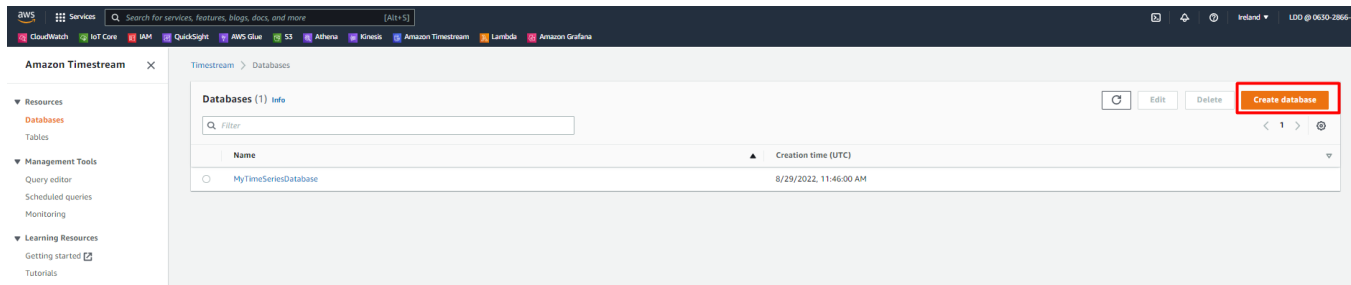 aws Services Search for services, features, blogs, docs, and more [Alt+S] Ireland ▼ LDD @ 0630-2866-
CloudWatch IoT Core IAM QuickSight AWS Glue S3 Athena Kinesis Amazon Timestream Lambda Amazon Grafana
Amazon Timestream
Timestream > Databases
Resources
Databases
Tables
Management Tools
Query editor
Scheduled queries
Monitoring
Learning Resources
Getting started
Tutorials
Databases (1) Info
Edit Delete Create database
Filter
< 1 >
Name Creation time (UTC)
MyTimeSeriesDatabase 8/29/2022, 11:46:00 AM